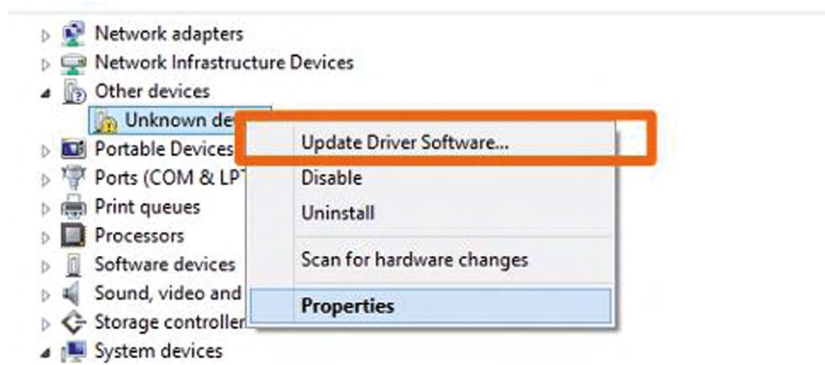 Network adapters
Network Infrastructure Devices
Other devices
Unknown de
Update Driver Software...
Portable Devices
Disable
Ports (COM & LP
Print queues
Uninstall
Processors
Software devices
Scan for hardware changes
Sound, video and
Properties
Storage controller
System devices